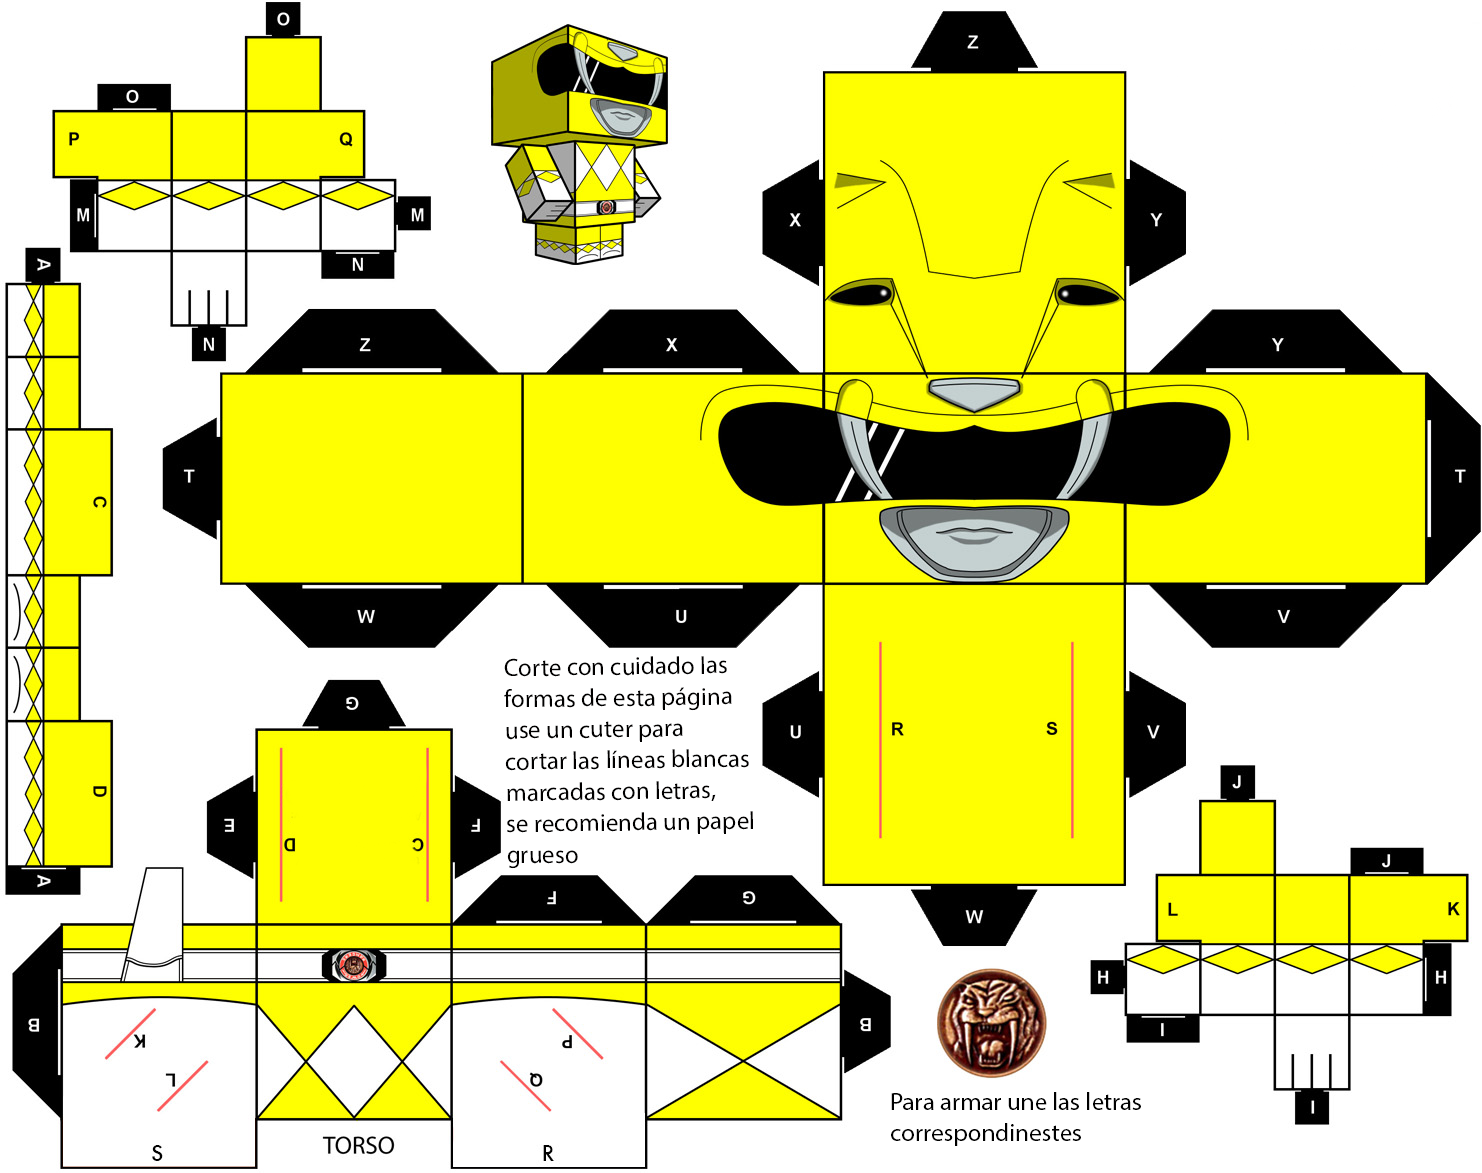 O
O
P
Q
M
M
N
N
Z
X
Y
A
Z
X
Y
T
T
C
W
U
V
Corte con cuidado las
formas de esta página
use un cuter para
cortar las líneas blancas
marcadas con letras,
se recomienda un papel
grueso
G
U
R
S
V
D
E
F
D
C
A
F
G
W
J
J
L
K
H
H
I
I
B
B
K
L
P
Q
S
TORSO
R
Para armar une las letras
correspondinestes